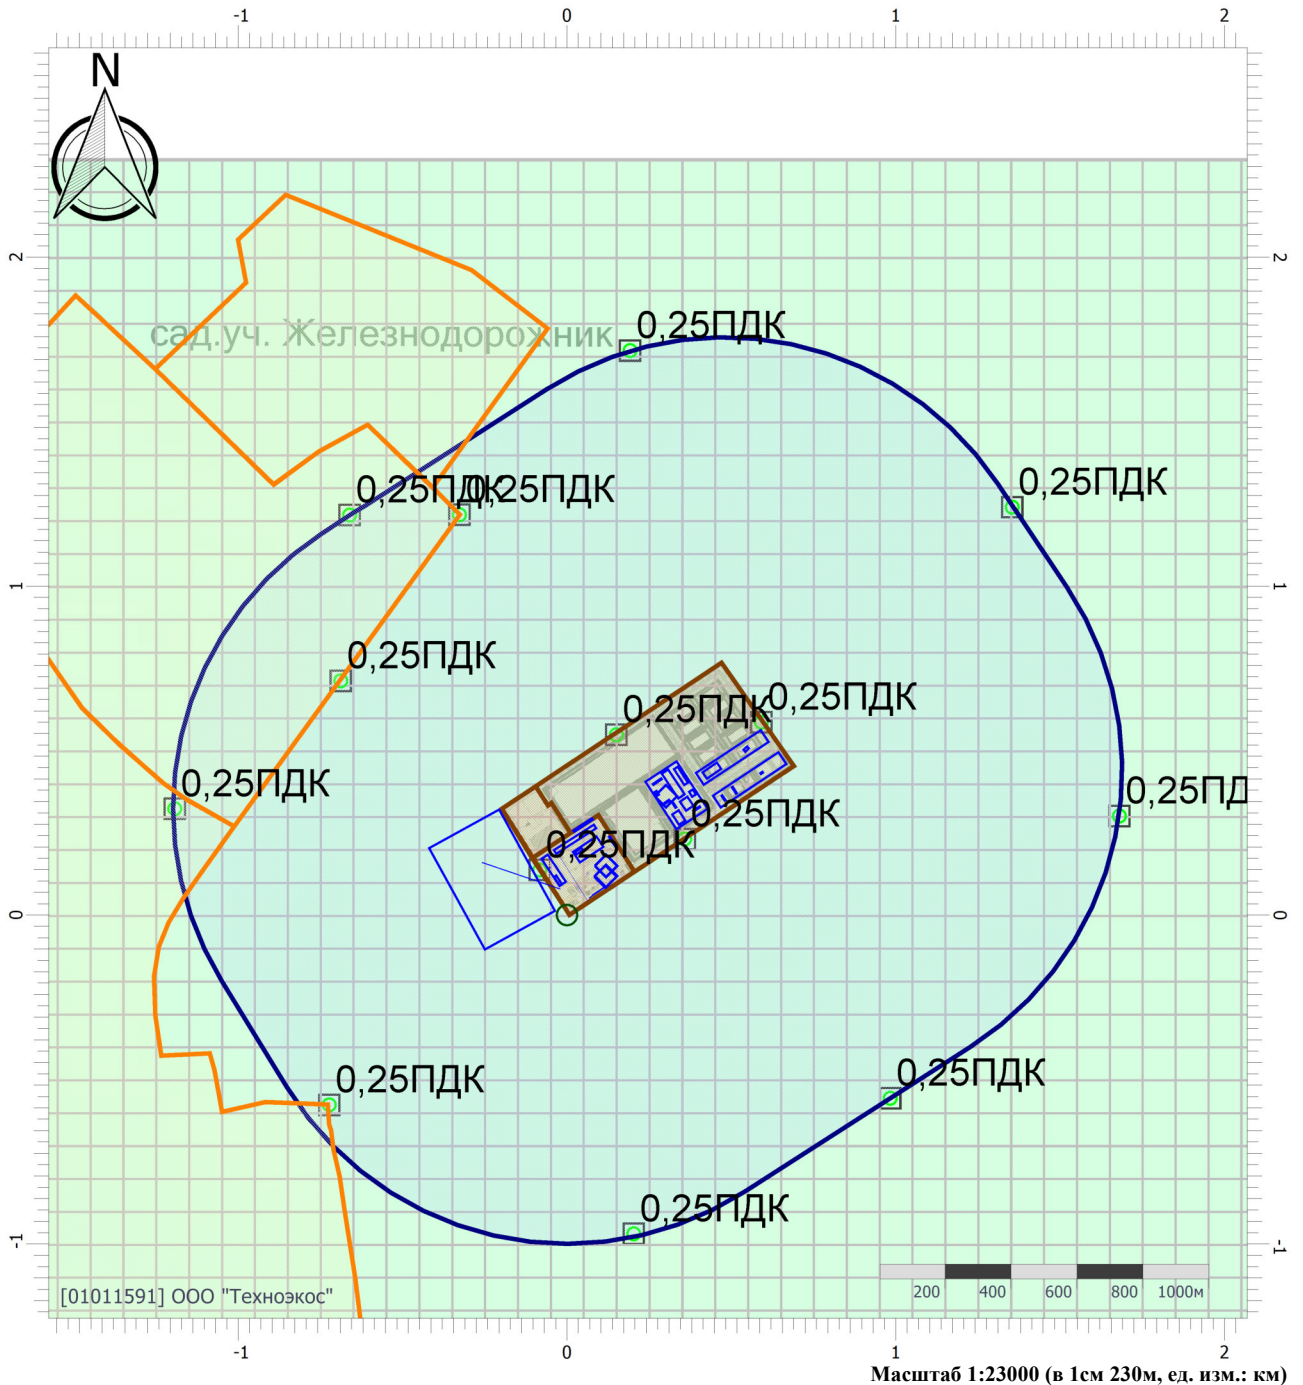 -1 0 1 2
N
2 2
сад.уч. Железнодорожник
0,25ПДК
0,25ПДК
0,25ПДК 0,25ПДК
1 1
0,25ПДК
0,25ПДК 0,25ПДК
0,25ПДК
0,25ПД
0,25ПДК
0,25ПДК
0 0
0,25ПДК
0,25ПДК
0,25ПДК
-1 -1
200 400 600 800 1000м
[01011591] ООО "Техноэкос"
-1 0 1 2
Масштаб 1:23000 (в 1см 230м, ед. изм.: км)